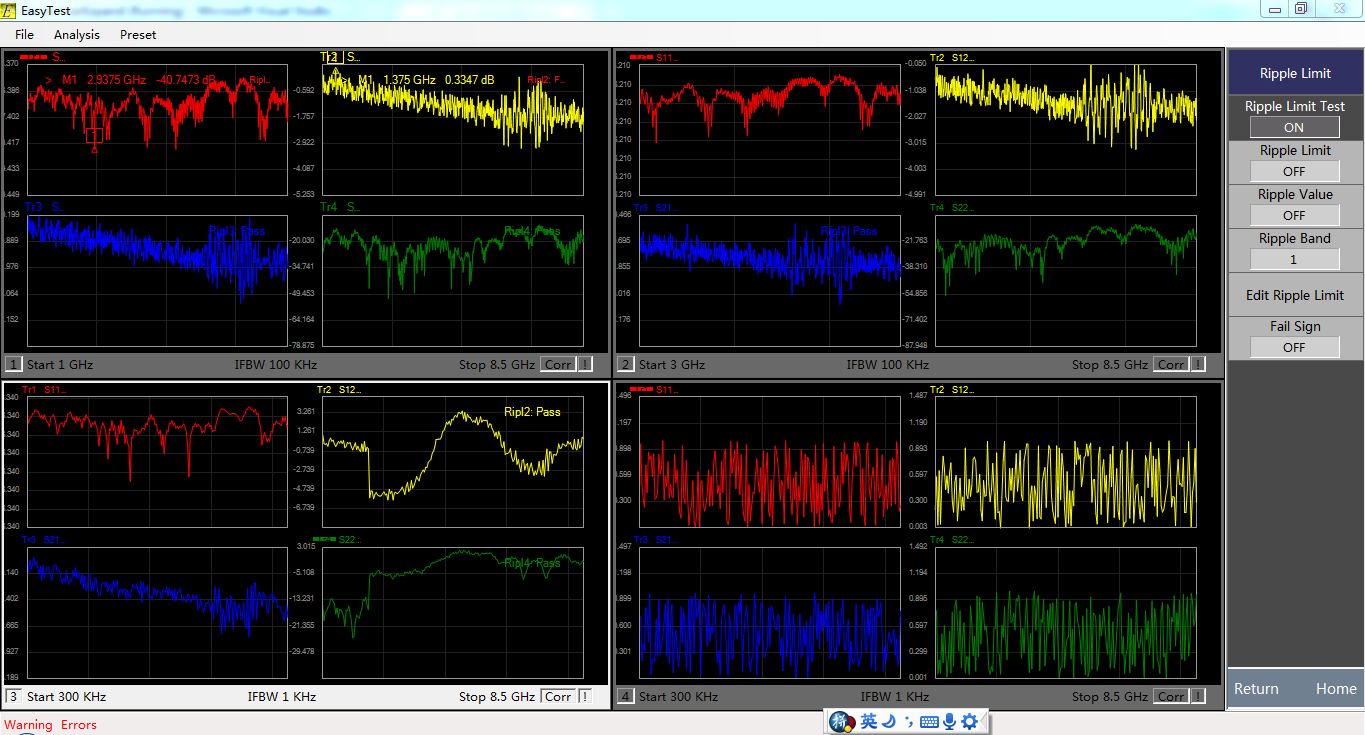 EasyTest
File Analysis Preset
S...
Tr2 S...
> M1 2.9375 GHz -40.7473 dB
Ripl...
> M1 1.375 GHz 0.3347 dB
Ripl2: F...
.370
.386
.402
.417
.433
.449
-0.592
-1.757
-2.922
-4.087
-5.253
Tr3 S...
Ripl3: Pass
.199
.889
.976
.064
.152
Tr4 S...
Ripl4: Pass
-20.030
-34.741
-49.453
-64.164
-78.875
1 Start 1 GHz IFBW 100 KHz Stop 8.5 GHz Corr !
S11...
.210
.210
.210
.210
.210
.210
.210
Tr2 S12...
-0.050
-1.038
-2.027
-3.015
-4.003
-4.991
Tr3 S21...
Ripl3: Pass
.466
.695
.855
.016
.176
Tr4 S22...
-21.763
-38.310
-54.856
-71.402
-87.948
2 Start 3 GHz IFBW 100 KHz Stop 8.5 GHz Corr !
Tr1 S11...
.340
.340
.340
.340
.340
.340
.340
.340
Tr2 S12...
Ripl2: Pass
3.261
1.261
-0.739
-2.739
-4.739
-6.739
Tr3 S21...
.140
.402
.665
.927
.189
S22...
Ripl4: Pass
3.015
-5.108
-13.231
-21.355
-29.478
3 Start 300 KHz IFBW 1 KHz Stop 8.5 GHz Corr !
S11...
.496
.197
0.898
0.599
0.300
Tr2 S12...
1.487
1.190
0.893
0.597
0.300
0.003
Tr3 S21...
.497
.198
0.899
0.600
0.301
Tr4 S22...
1.492
1.194
0.895
0.597
0.299
0.001
4 Start 300 KHz IFBW 1 KHz Stop 8.5 GHz Corr !
Ripple Limit
Ripple Limit Test
ON
Ripple Limit
OFF
Ripple Value
OFF
Ripple Band
1
Edit Ripple Limit
Fail Sign
OFF
Return Home
Warning Errors
英